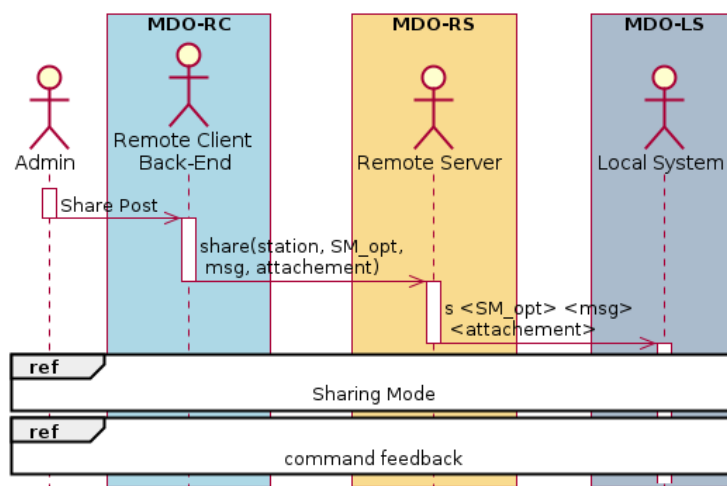 MDO-RC
MDO-RS
MDO-LS
Admin
Remote Client
Back-End
Remote Server
Local System
Share Post
share(station, SM_opt,
msg, attachement)
s <SM_opt> <msg>
<attachement>
ref
Sharing Mode
ref
command feedback